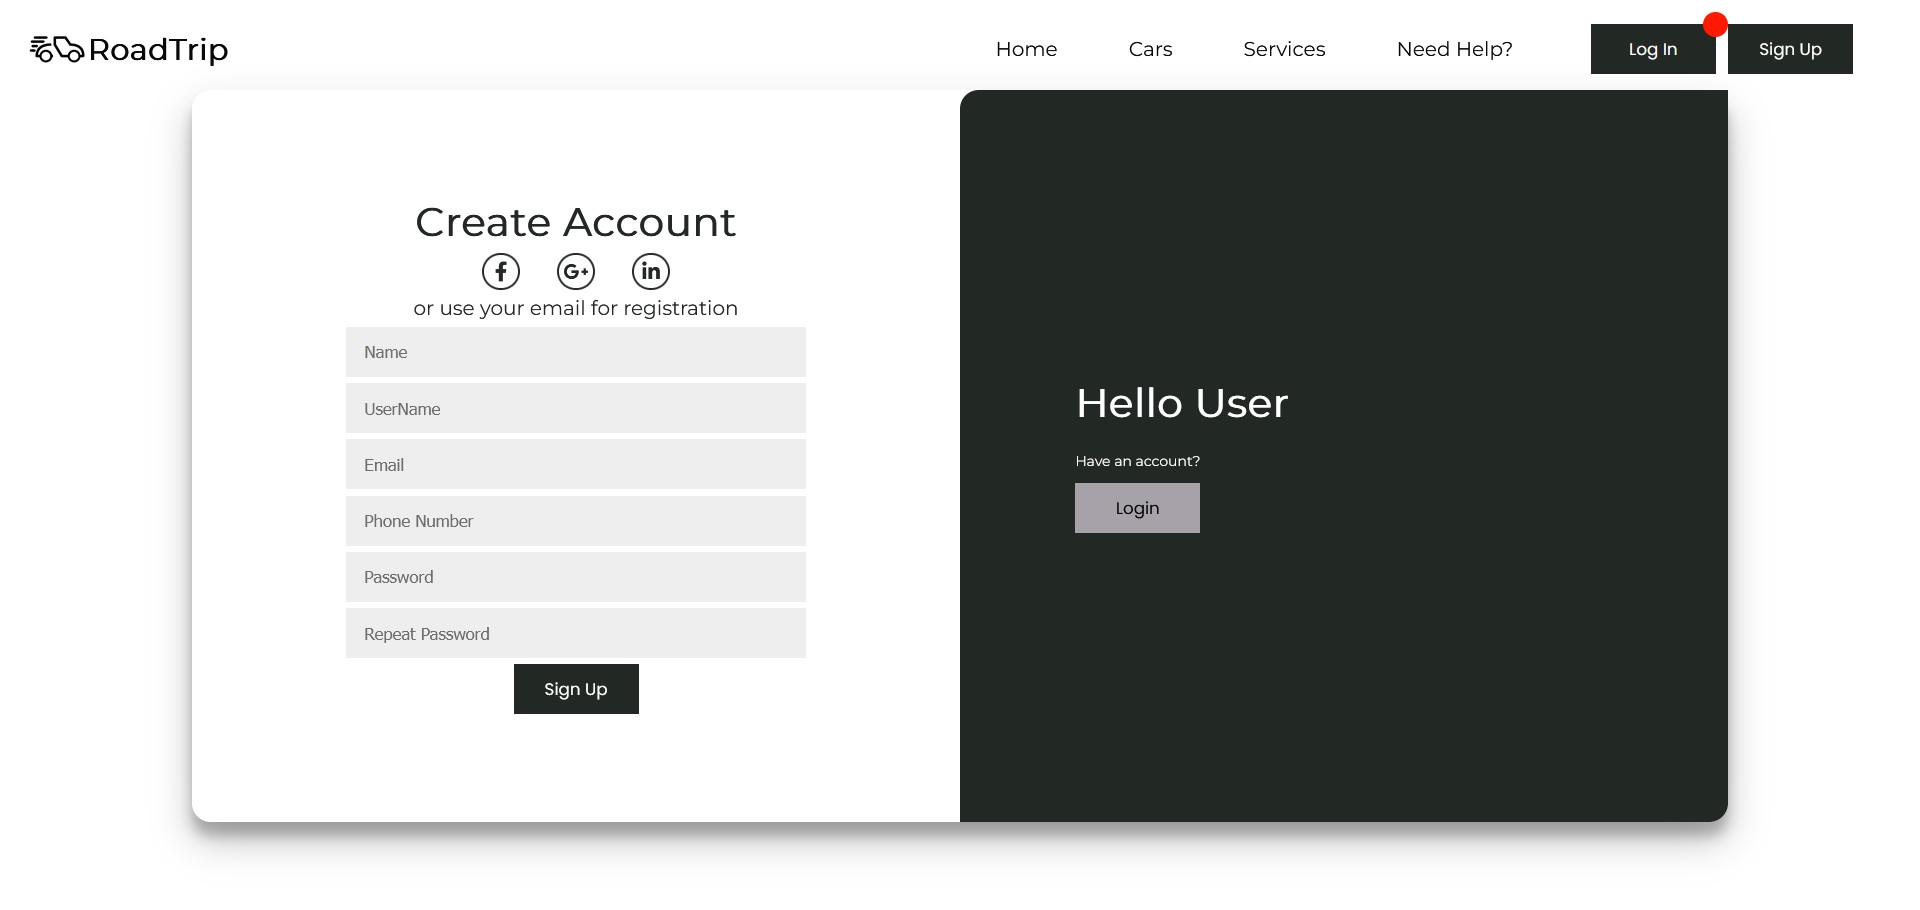 RoadTrip
Home Cars Services Need Help? Log In Sign Up
Create Account
G+ in
or use your email for registration
Name
UserName
Email
Phone Number
Password
Repeat Password
Sign Up
Hello User
Have an account?
Login